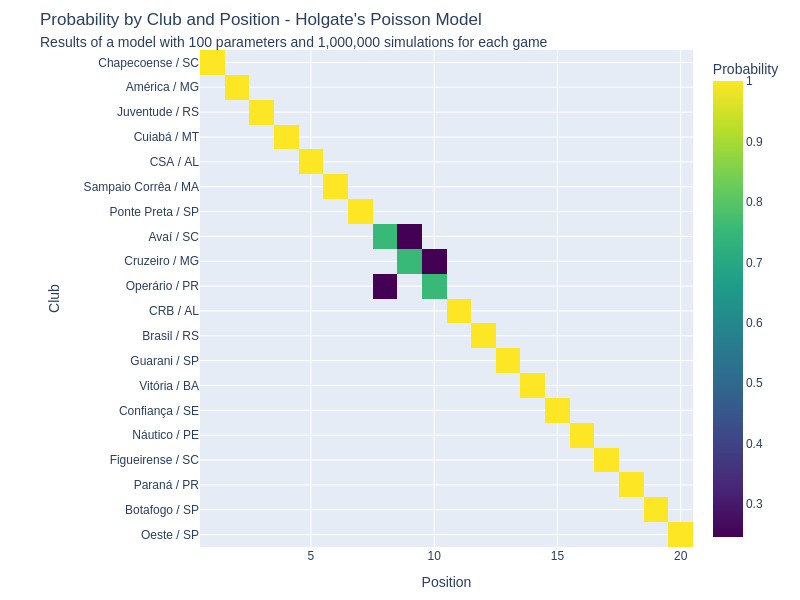 Probability by Club and Position - Holgate's Poisson Model
Results of a model with 100 parameters and 1,000,000 simulations for each game
Chapecoense / SC
América / MG
Juventude / RS
Cuiabá / MT
CSA / AL
Sampaio Corrêa / MA
Ponte Preta / SP
Avaí / SC
Cruzeiro / MG
Operário / PR
CRB / AL
Brasil / RS
Guarani / SP
Vitória / BA
Confiança / SE
Náutico / PE
Figueirense / SC
Paraná / PR
Botafogo / SP
Oeste / SP
Club
5
10
15
20
Position
Probability
1
0.9
0.8
0.7
0.6
0.5
0.4
0.3